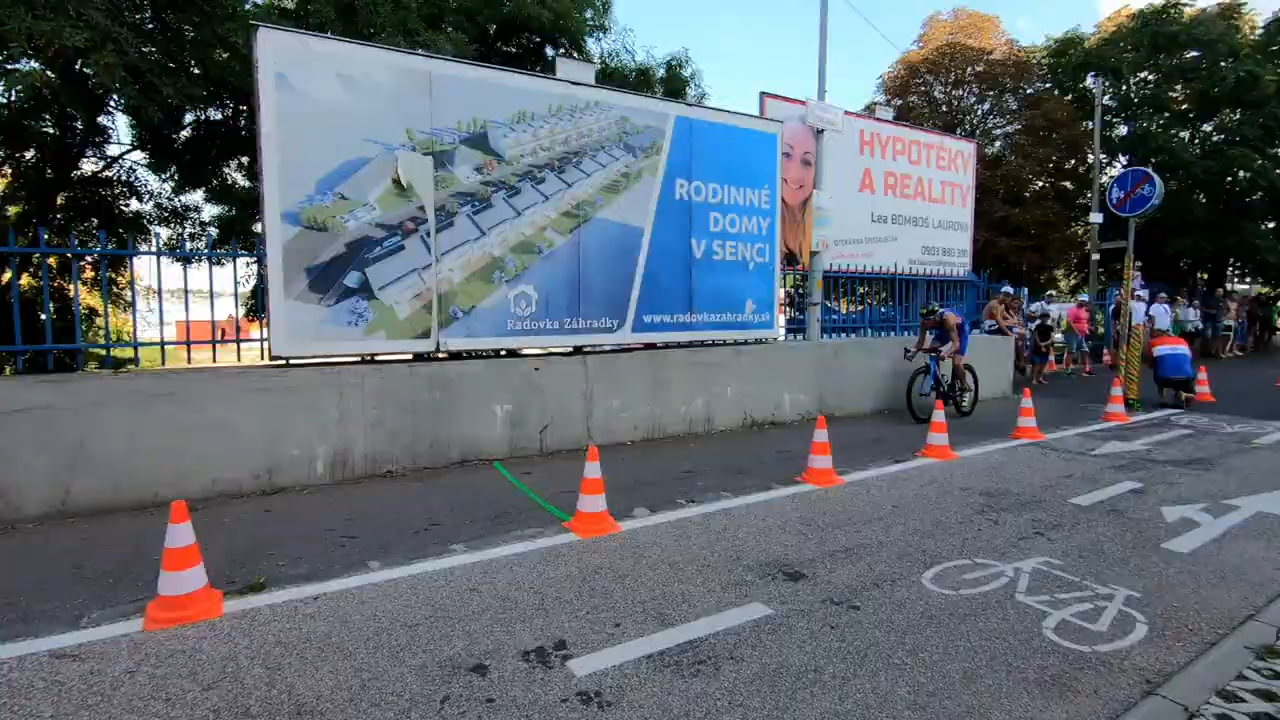 RODINNÉ
DOMY
V SENCI
Radovka Záhradky
www.radovkazahradky.sk
HYPOTÉKY
A REALITY
Lea BOMBOŠ LAUROVÁ